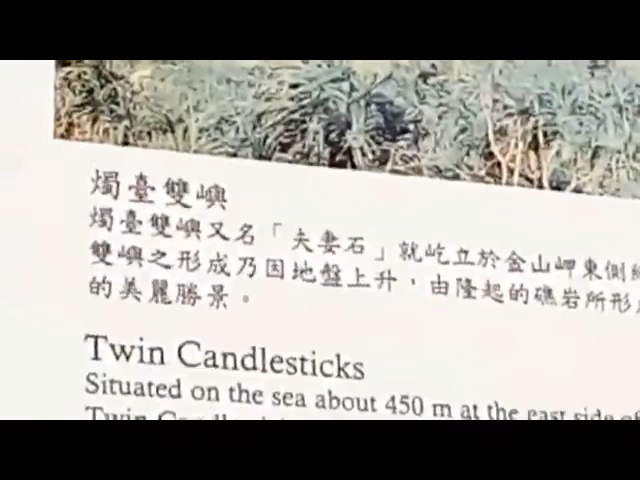 燭臺雙嶼
燭臺雙嶼又名「夫妻石」就屹立於金山岬東側
雙嶼之形成乃因地盤上升，由隆起的礁岩所形
的美麗勝景。
Twin Candlesticks
Situated on the sea about 450 m at the east side of
Twin